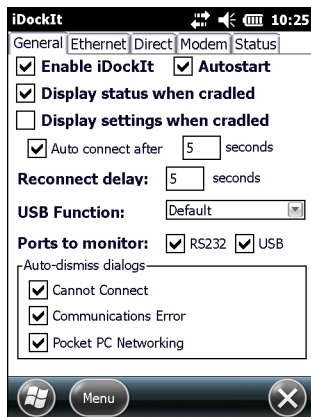 iDockIt 10:25
General Ethernet Direct Modem Status
Enable iDockIt Autostart
Display status when cradled
Display settings when cradled
Auto connect after 5 seconds
Reconnect delay: 5 seconds
USB Function: Default
Ports to monitor: RS232 USB
Auto-dismiss dialogs
Cannot Connect
Communications Error
Pocket PC Networking
Menu